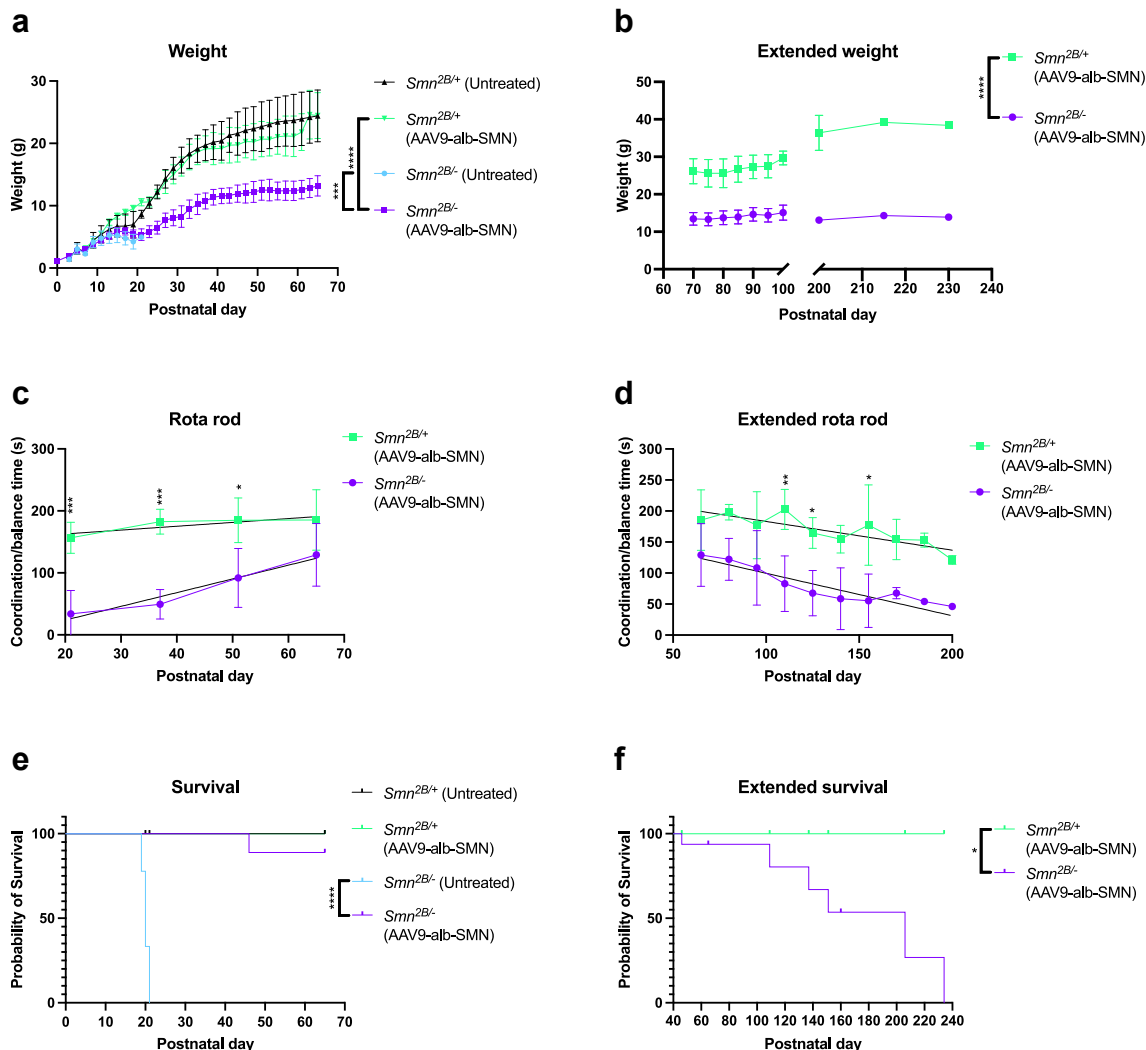 a
Weight
Weight (g)
30
20
10
0
0 10 20 30 40 50 60 70
Postnatal day
Smn2B/+ (Untreated)
Smn2B/+
(AAV9-alb-SMN)
Smn2B/- (Untreated)
Smn2B/-
(AAV9-alb-SMN)
****
***
b
Extended weight
Weight (g)
50
40
30
20
10
0
60 70 80 90 100 200 210 220 230 240
Postnatal day
****
Smn2B/+
(AAV9-alb-SMN)
Smn2B/-
(AAV9-alb-SMN)
c
Rota rod
Coordination/balance time (s)
300
200
100
0
20 30 40 50 60 70
Postnatal day
***
***
*
Smn2B/+
(AAV9-alb-SMN)
Smn2B/-
(AAV9-alb-SMN)
d
Extended rota rod
Coordination/balance time (s)
300
250
200
150
100
50
0
50 100 150 200
Postnatal day
**
*
*
Smn2B/+
(AAV9-alb-SMN)
Smn2B/-
(AAV9-alb-SMN)
e
Survival
Probability of Survival
100
50
0
0 10 20 30 40 50 60 70
Postnatal day
Smn2B/+ (Untreated)
Smn2B/+
(AAV9-alb-SMN)
Smn2B/- (Untreated)
Smn2B/-
(AAV9-alb-SMN)
****
f
Extended survival
Probability of Survival
100
50
0
40 60 80 100 120 140 160 180 200 220 240
Postnatal day
*
Smn2B/+
(AAV9-alb-SMN)
Smn2B/-
(AAV9-alb-SMN)